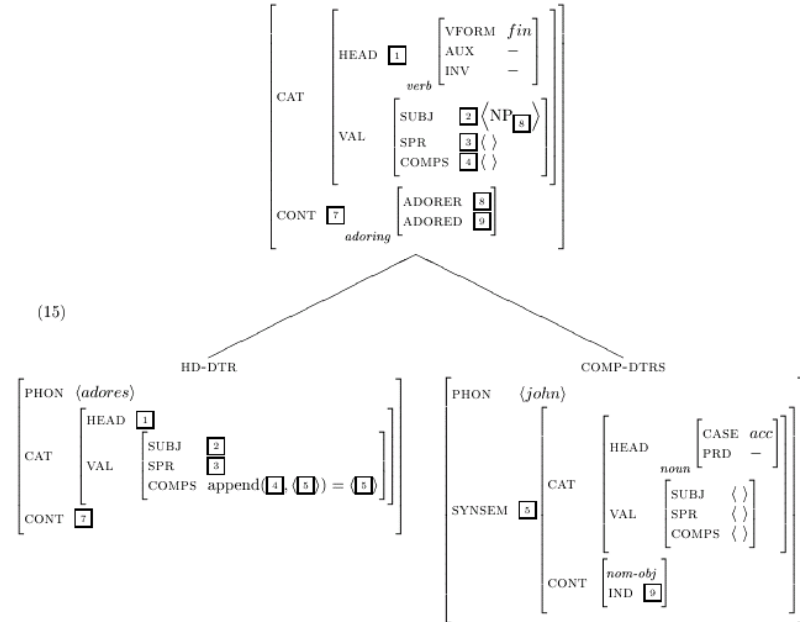 VFORM fin
HEAD 1 AUX −
INV −
verb
CAT
SUBJ 2 ⟨NP 8⟩
VAL SPR 3 ⟨ ⟩
COMPS 4 ⟨ ⟩
ADORER 8
CONT 7 ADORED 9
adoring
(15)
HD-DTR
PHON ⟨adores⟩
HEAD 1
CAT SUBJ 2
VAL SPR 3
COMPS append(4, ⟨5⟩) = ⟨5⟩
CONT 7
COMP-DTRS
PHON ⟨john⟩
CASE acc
HEAD PRD −
noun
CAT SUBJ ⟨ ⟩
SYNSEM 5 VAL SPR ⟨ ⟩
COMPS ⟨ ⟩
nom-obj
CONT IND 9